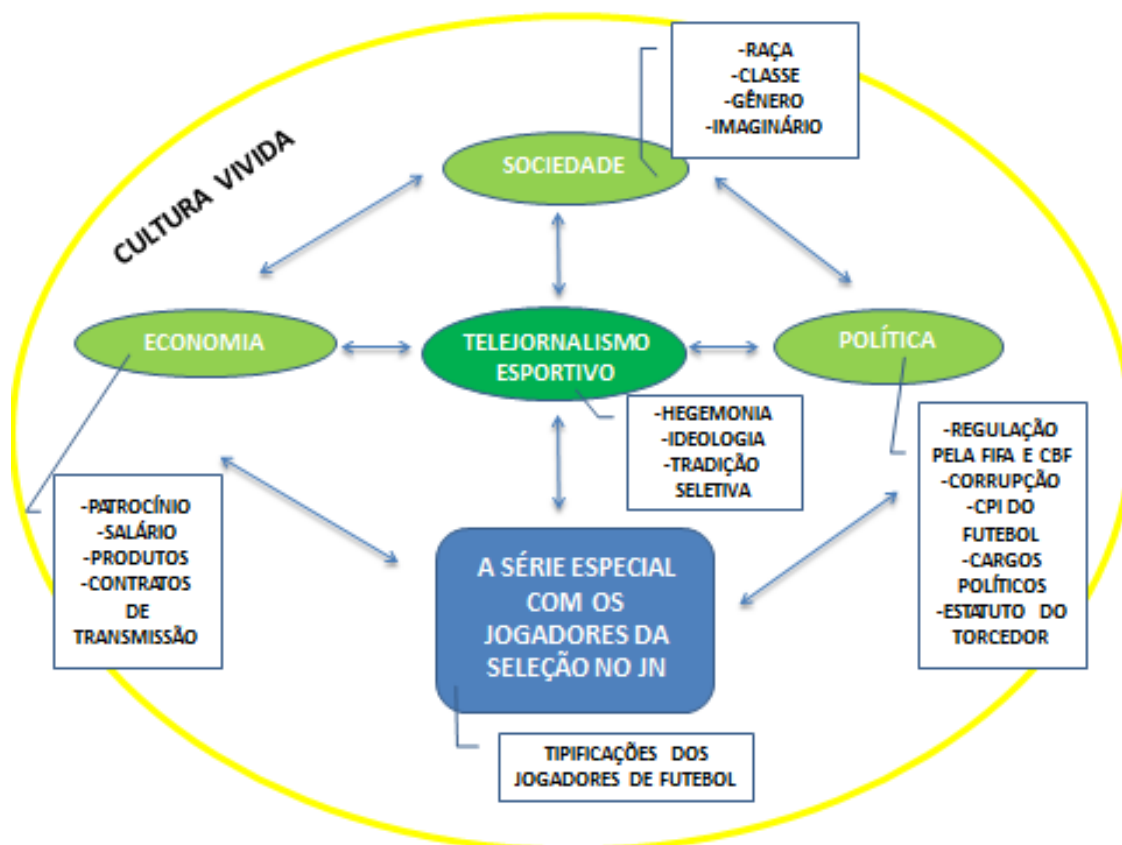 -RAÇA
-CLASSE
-GÊNERO
-IMAGINÁRIO
CULTURA VIVIDA
SOCIEDADE
ECONOMIA
TELEJORNALISMO
ESPORTIVO
POLÍTICA
-HEGEMONIA
-IDEOLOGIA
-TRADIÇÃO
SELETIVA
-REGULAÇÃO
PELA FIFA E CBF
-CORRUPÇÃO
-CPI DO
FUTEBOL
-CARGOS
POLÍTICOS
-ESTATUTO DO
TORCEDOR
-PATROCÍNIO
-SALÁRIO
-PRODUTOS
-CONTRATOS
DE
TRANSMISSÃO
A SÉRIE ESPECIAL
COM OS
JOGADORES DA
SELEÇÃO NO JN
TIPIFICAÇÕES DOS
JOGADORES DE FUTEBOL